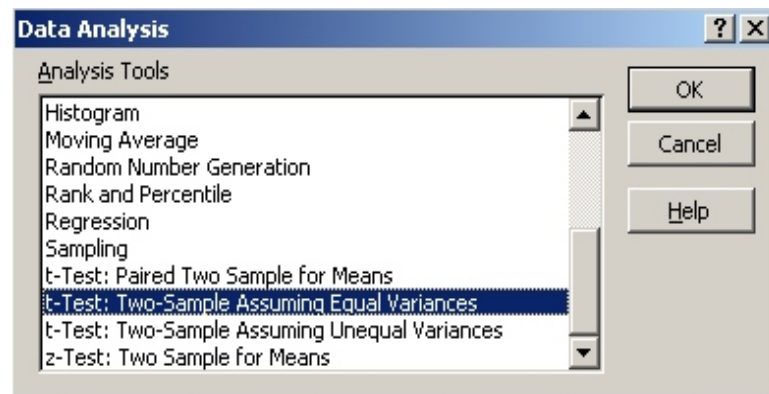 Data Analysis
? X
Analysis Tools
Histogram
Moving Average
Random Number Generation
Rank and Percentile
Regression
Sampling
t-Test: Paired Two Sample for Means
t-Test: Two-Sample Assuming Equal Variances
t-Test: Two-Sample Assuming Unequal Variances
z-Test: Two Sample for Means
OK
Cancel
Help